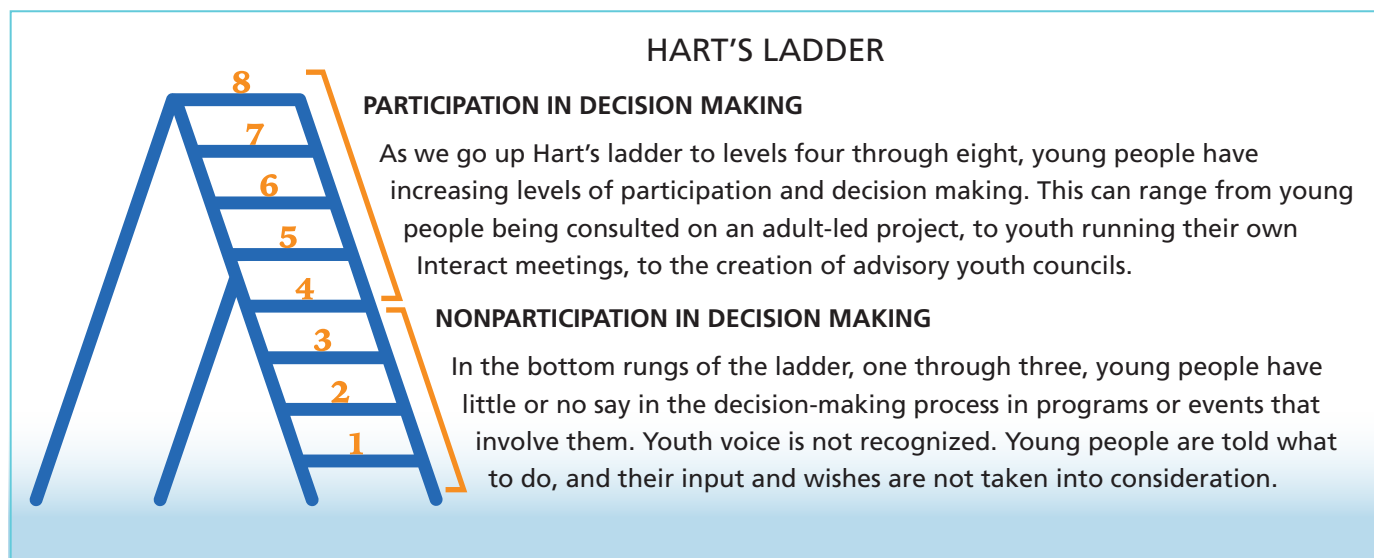 HART’S LADDER
8
7
6
5
4
3
2
1
PARTICIPATION IN DECISION MAKING
As we go up Hart’s ladder to levels four through eight, young people have
increasing levels of participation and decision making. This can range from young
people being consulted on an adult-led project, to youth running their own
Interact meetings, to the creation of advisory youth councils.
NONPARTICIPATION IN DECISION MAKING
In the bottom rungs of the ladder, one through three, young people have
little or no say in the decision-making process in programs or events that
involve them. Youth voice is not recognized. Young people are told what
to do, and their input and wishes are not taken into consideration.